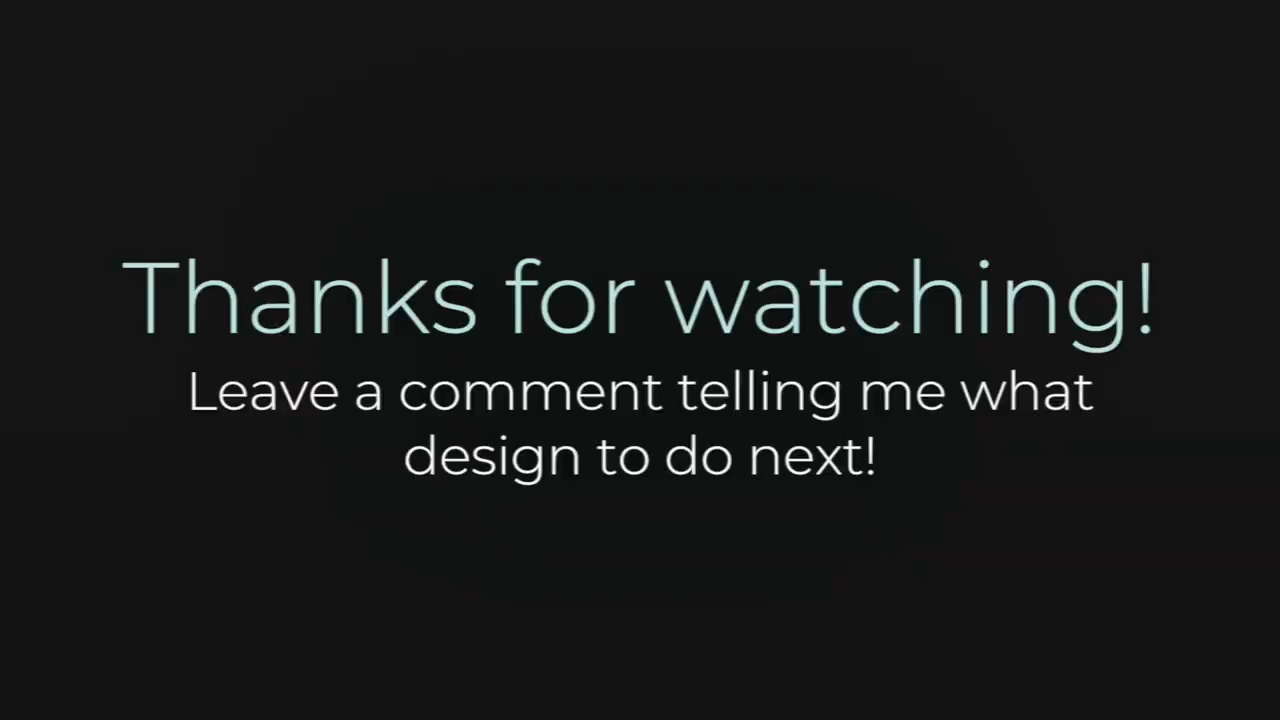 Thanks for watching!
Leave a comment telling me what
design to do next!